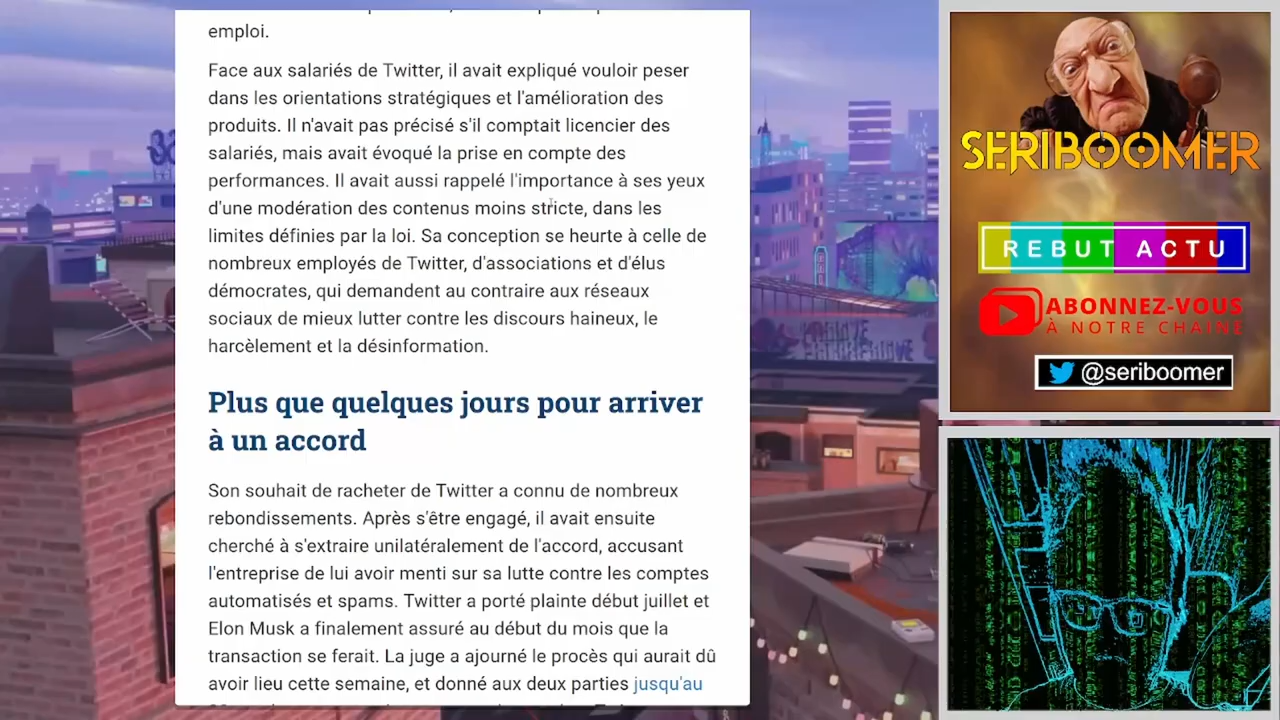 emploi.
Face aux salariés de Twitter, il avait expliqué vouloir peser
dans les orientations stratégiques et l'amélioration des
produits. Il n'avait pas précisé s'il comptait licencier des
salariés, mais avait évoqué la prise en compte des
performances. Il avait aussi rappelé l'importance à ses yeux
d'une modération des contenus moins stricte, dans les
limites définies par la loi. Sa conception se heurte à celle de
nombreux employés de Twitter, d'associations et d'élus
démocrates, qui demandent au contraire aux réseaux
sociaux de mieux lutter contre les discours haineux, le
harcèlement et la désinformation.
Plus que quelques jours pour arriver
à un accord
Son souhait de racheter de Twitter a connu de nombreux
rebondissements. Après s'être engagé, il avait ensuite
cherché à s'extraire unilatéralement de l'accord, accusant
l'entreprise de lui avoir menti sur sa lutte contre les comptes
automatisés et spams. Twitter a porté plainte début juillet et
Elon Musk a finalement assuré au début du mois que la
transaction se ferait. La juge a ajourné le procès qui aurait dû
avoir lieu cette semaine, et donné aux deux parties jusqu'au
SERIBOOMER
REBUT ACTU
ABONNEZ-VOUS
À NOTRE CHAINE
@seriboomer